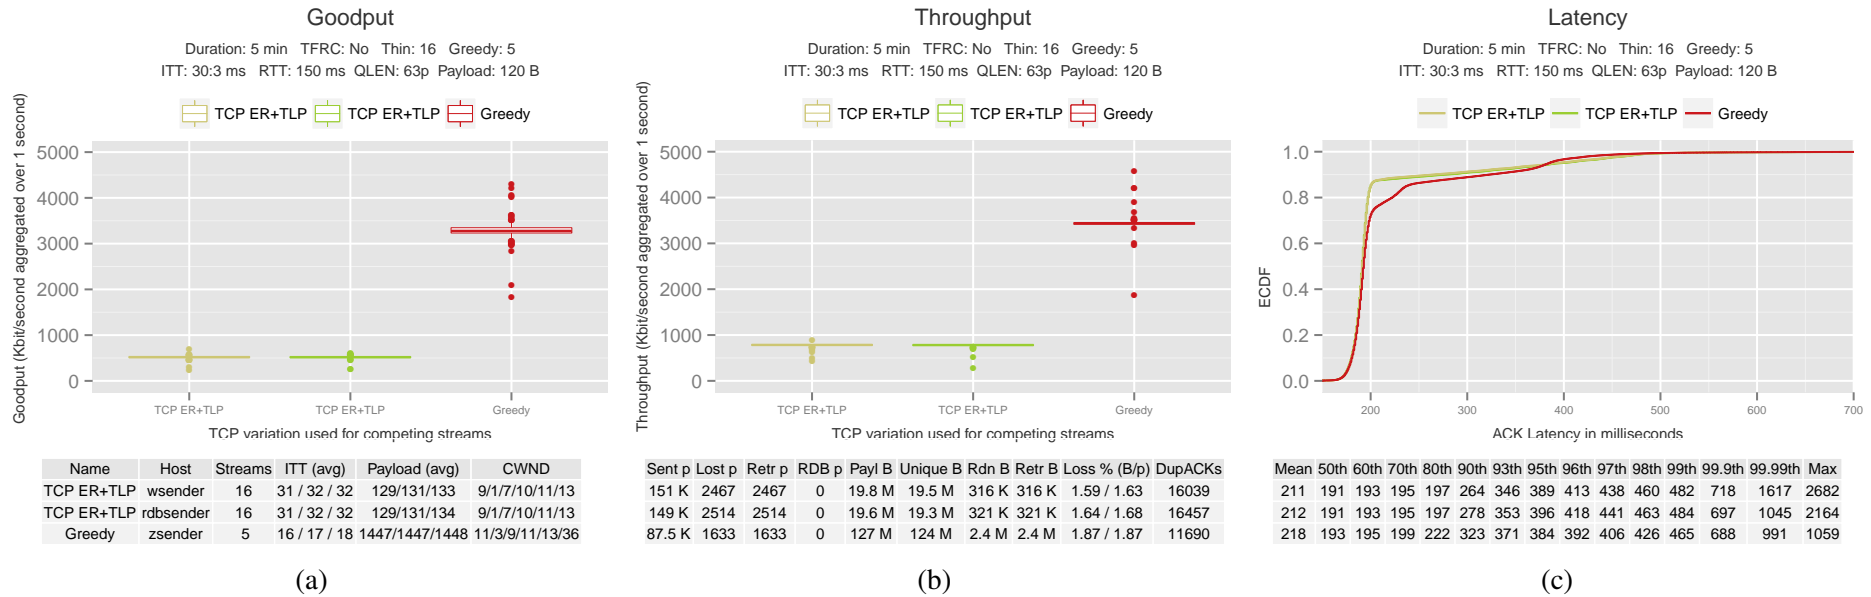 Goodput
Duration: 5 min TFRC: No Thin: 16 Greedy: 5
ITT: 30:3 ms RTT: 150 ms QLEN: 63p Payload: 120 B
TCP ER+TLP TCP ER+TLP Greedy
Goodput (Kbit/second aggregated over 1 second)
5000
4000
3000
2000
1000
0
TCP ER+TLP TCP ER+TLP Greedy
TCP variation used for competing streams
Name Host Streams ITT (avg) Payload (avg) CWND
TCP ER+TLP wsender 16 31 / 32 / 32 129/131/133 9/1/7/10/11/13
TCP ER+TLP rdbsender 16 31 / 32 / 32 129/131/134 9/1/7/10/11/13
Greedy zsender 5 16 / 17 / 18 1447/1447/1448 11/3/9/11/13/36
(a)
Throughput
Duration: 5 min TFRC: No Thin: 16 Greedy: 5
ITT: 30:3 ms RTT: 150 ms QLEN: 63p Payload: 120 B
TCP ER+TLP TCP ER+TLP Greedy
Throughput (Kbit/second aggregated over 1 second)
5000
4000
3000
2000
1000
0
TCP ER+TLP TCP ER+TLP Greedy
TCP variation used for competing streams
Sent p Lost p Retr p RDB p Payl B Unique B Rdn B Retr B Loss % (B/p) DupACKs
151 K 2467 2467 0 19.8 M 19.5 M 316 K 316 K 1.59 / 1.63 16039
149 K 2514 2514 0 19.6 M 19.3 M 321 K 321 K 1.64 / 1.68 16457
87.5 K 1633 1633 0 127 M 124 M 2.4 M 2.4 M 1.87 / 1.87 11690
(b)
Latency
Duration: 5 min TFRC: No Thin: 16 Greedy: 5
ITT: 30:3 ms RTT: 150 ms QLEN: 63p Payload: 120 B
TCP ER+TLP TCP ER+TLP Greedy
ECDF
1.0
0.8
0.6
0.4
0.2
0.0
200 300 400 500 600 700
ACK Latency in milliseconds
Mean 50th 60th 70th 80th 90th 93th 95th 96th 97th 98th 99th 99.9th 99.99th Max
211 191 193 195 197 264 346 389 413 438 460 482 718 1617 2682
212 191 193 195 197 278 353 396 418 441 463 484 697 1045 2164
218 193 195 199 222 323 371 384 392 406 426 465 688 991 1059
(c)